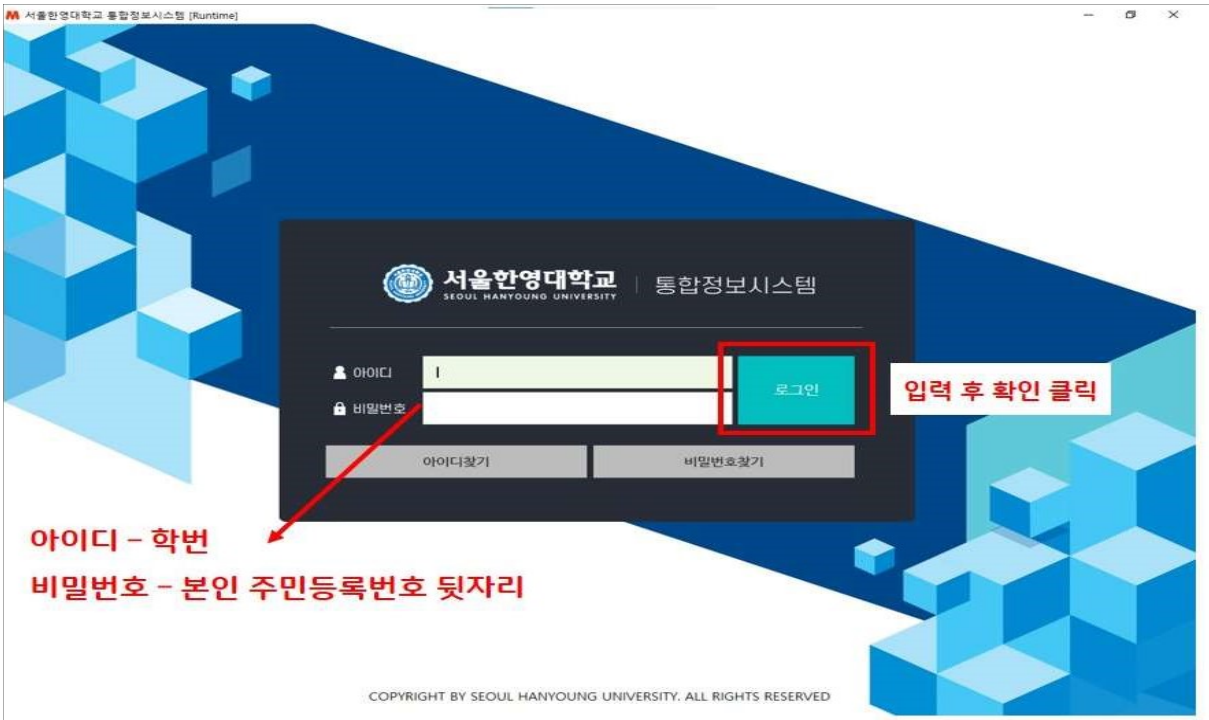 서울한영대학교 통합정보시스템 [Runtime]
서울한영대학교 | 통합정보시스템
SEOUL HANYOUNG UNIVERSITY
아이디
로그인
입력 후 확인 클릭
비밀번호
아이디찾기
비밀번호찾기
아이디 – 학번
비밀번호 – 본인 주민등록번호 뒷자리
COPYRIGHT BY SEOUL HANYOUNG UNIVERSITY. ALL RIGHTS RESERVED